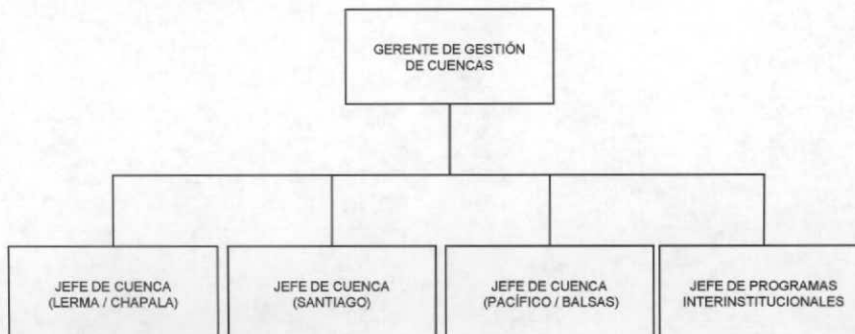 GERENTE DE GESTIÓN
DE CUENCAS
JEFE DE CUENCA
(LERMA / CHAPALA)
JEFE DE CUENCA
(SANTIAGO)
JEFE DE CUENCA
(PACÍFICO / BALSAS)
JEFE DE PROGRAMAS
INTERINSTITUCIONALES